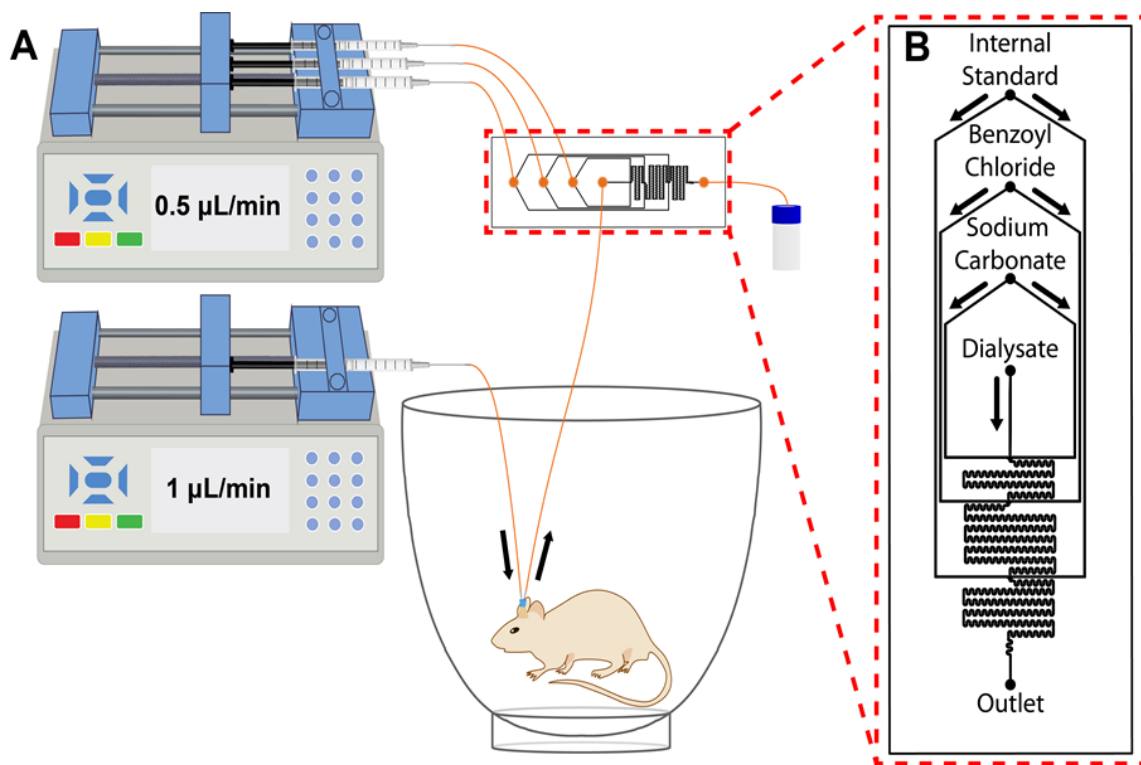 A
0.5 µL/min
1 µL/min
B
Internal
Standard
Benzoyl
Chloride
Sodium
Carbonate
Dialysate
Outlet